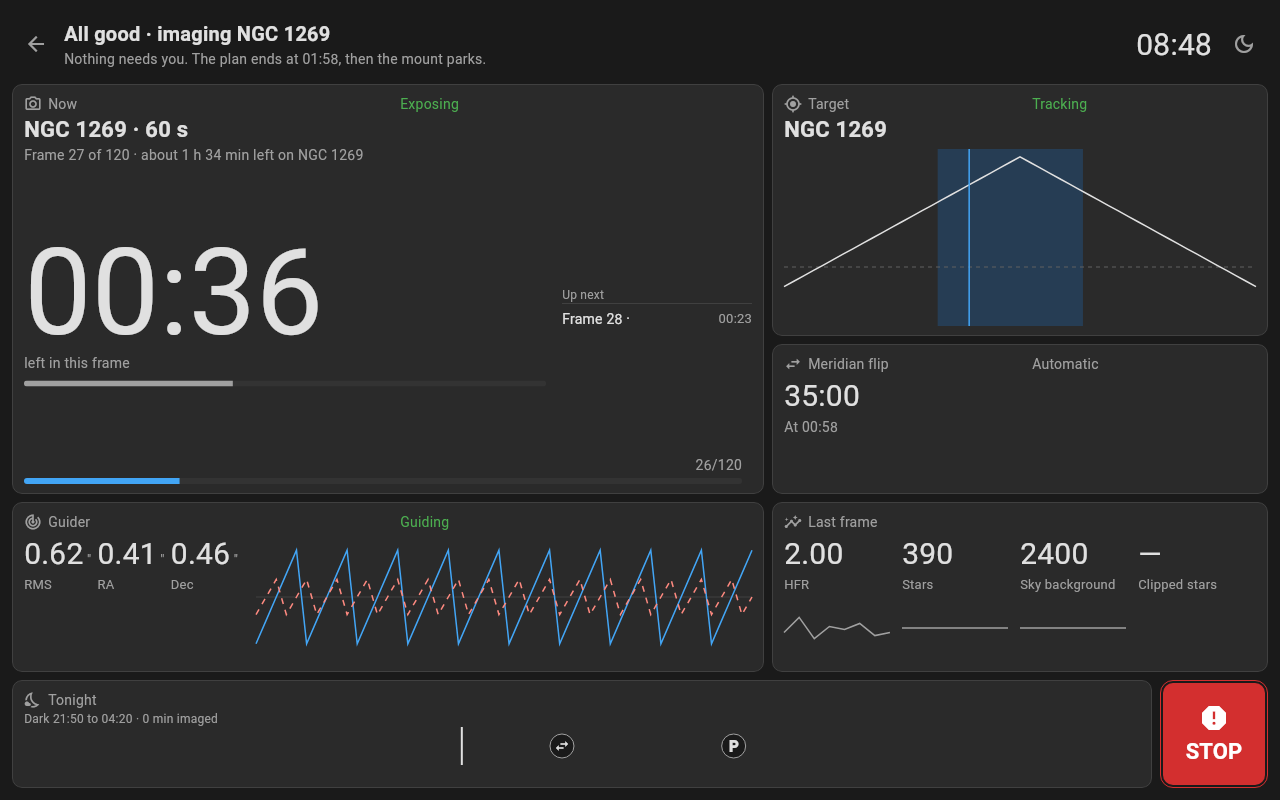 All good · imaging NGC 1269
Nothing needs you. The plan ends at 01:58, then the mount parks.
08:48
Now
Exposing
NGC 1269 · 60 s
Frame 27 of 120 · about 1 h 34 min left on NGC 1269
00:36
left in this frame
Up next
Frame 28 ·
00:23
26/120
Target
Tracking
NGC 1269
Meridian flip
Automatic
35:00
At 00:58
Guider
Guiding
0.62" 0.41" 0.46"
RMS RA Dec
Last frame
2.00 390 2400 —
HFR Stars Sky background Clipped stars
Tonight
Dark 21:50 to 04:20 · 0 min imaged
P
STOP